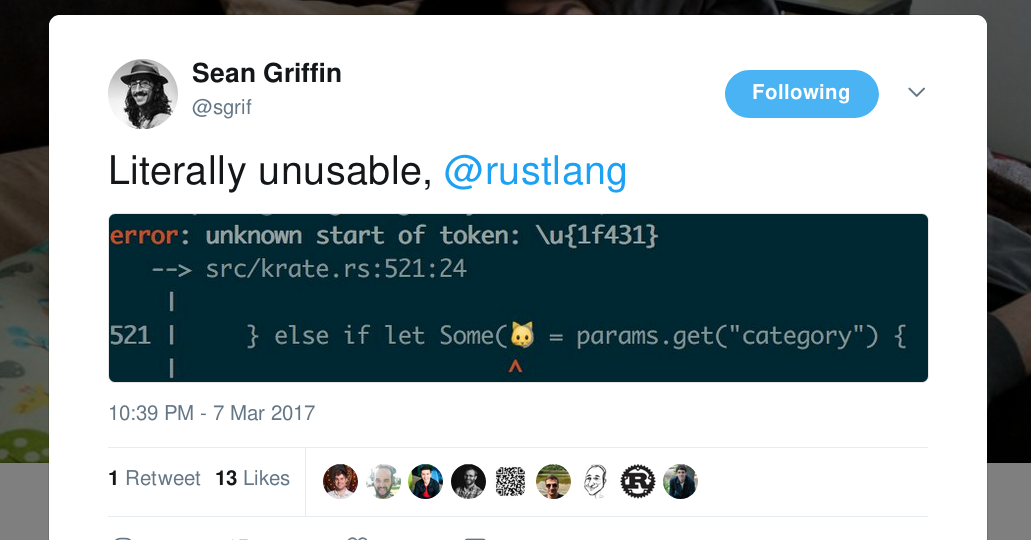 Sean Griffin
@sgrif
Following
Literally unusable, @rustlang
error: unknown start of token: \u{1f431}
--> src/krate.rs:521:24
|
521 | } else if let Some(🐱 = params.get("category") {
| ^
10:39 PM - 7 Mar 2017
1 Retweet 13 Likes
R